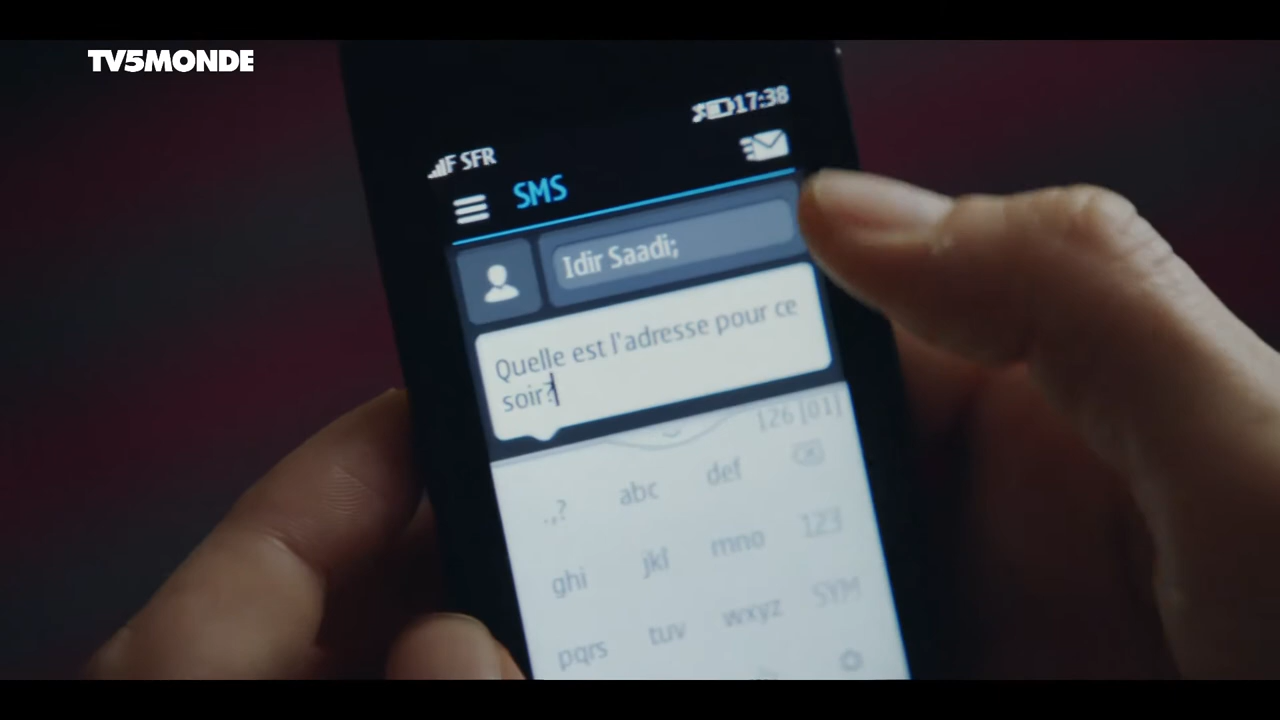 TV5MONDE
17:38
F SFR
SMS
Idir Saadi;
Quelle est l'adresse pour ce
soir?
126 [01]
.,? abc def
ghi jkl mno 123
pqrs tuv wxyz SYM